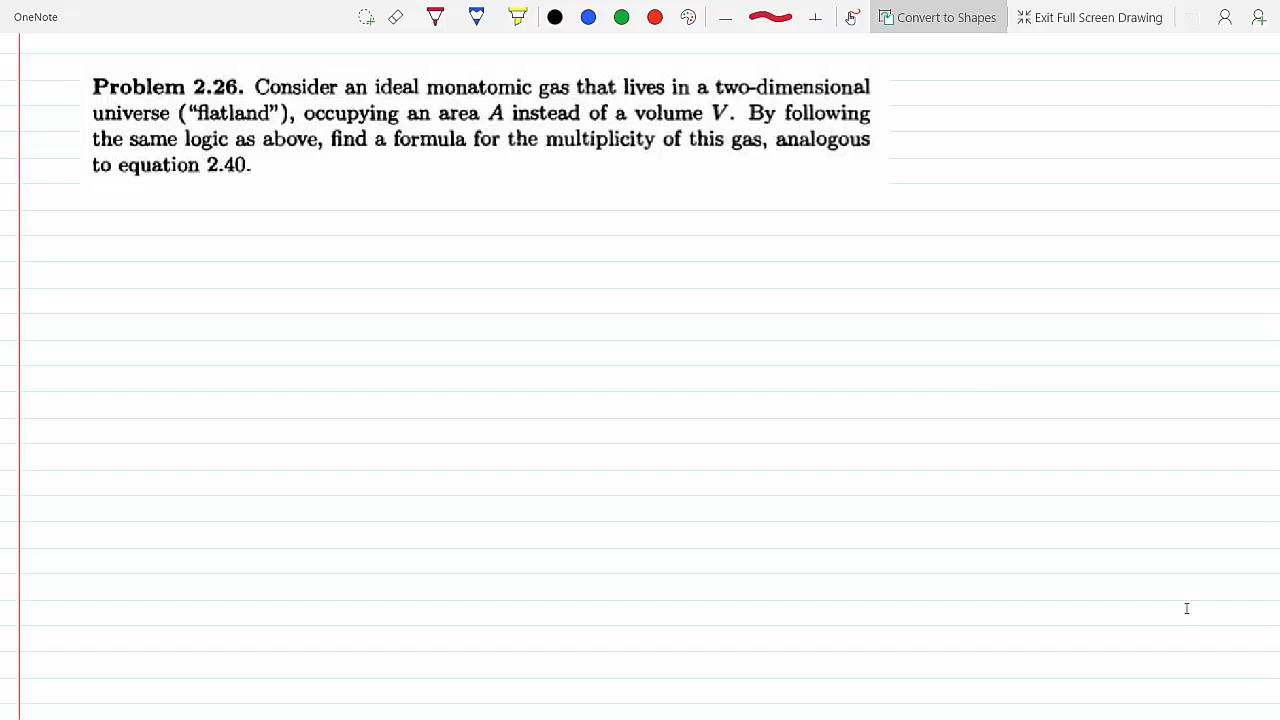 OneNote
Convert to Shapes
Exit Full Screen Drawing
Problem 2.26. Consider an ideal monatomic gas that lives in a two-dimensional
universe (“flatland”), occupying an area A instead of a volume V. By following
the same logic as above, find a formula for the multiplicity of this gas, analogous
to equation 2.40.